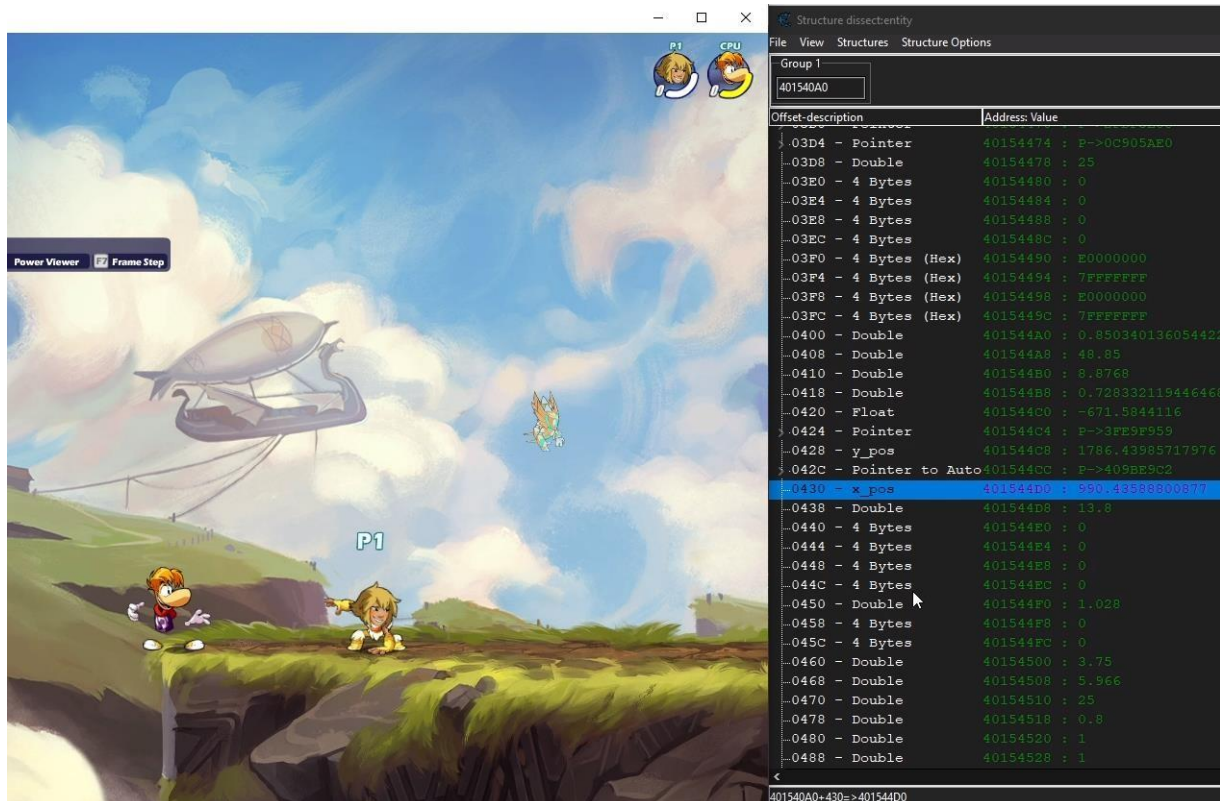 P1 CPU
Power Viewer F7 Frame Step
P1
Structure dissect:entity
File View Structures Structure Options
Group 1
401540A0
Offset-description Address: Value
03D4 - Pointer 40154474 : P->0C905AE0
03D8 - Double 40154478 : 25
03E0 - 4 Bytes 40154480 : 0
03E4 - 4 Bytes 40154484 : 0
03E8 - 4 Bytes 40154488 : 0
03EC - 4 Bytes 4015448C : 0
03F0 - 4 Bytes (Hex) 40154490 : E0000000
03F4 - 4 Bytes (Hex) 40154494 : 7FFFFFFF
03F8 - 4 Bytes (Hex) 40154498 : E0000000
03FC - 4 Bytes (Hex) 4015449C : 7FFFFFFF
0400 - Double 401544A0 : 0.850340136054422
0408 - Double 401544A8 : 48.85
0410 - Double 401544B0 : 8.8768
0418 - Double 401544B8 : 0.728332119446468
0420 - Float 401544C0 : -671.5844116
0424 - Pointer 401544C4 : P->3FE9F959
0428 - y_pos 401544C8 : 1786.43985717976
042C - Pointer to Auto 401544CC : P->409BE9C2
0430 - x_pos 401544D0 : 990.43588800877
0438 - Double 401544D8 : 13.8
0440 - 4 Bytes 401544E0 : 0
0444 - 4 Bytes 401544E4 : 0
0448 - 4 Bytes 401544E8 : 0
044C - 4 Bytes 401544EC : 0
0450 - Double 401544F0 : 1.028
0458 - 4 Bytes 401544F8 : 0
045C - 4 Bytes 401544FC : 0
0460 - Double 40154500 : 3.75
0468 - Double 40154508 : 5.966
0470 - Double 40154510 : 25
0478 - Double 40154518 : 0.8
0480 - Double 40154520 : 1
0488 - Double 40154528 : 1
401540A0+430=>401544D0